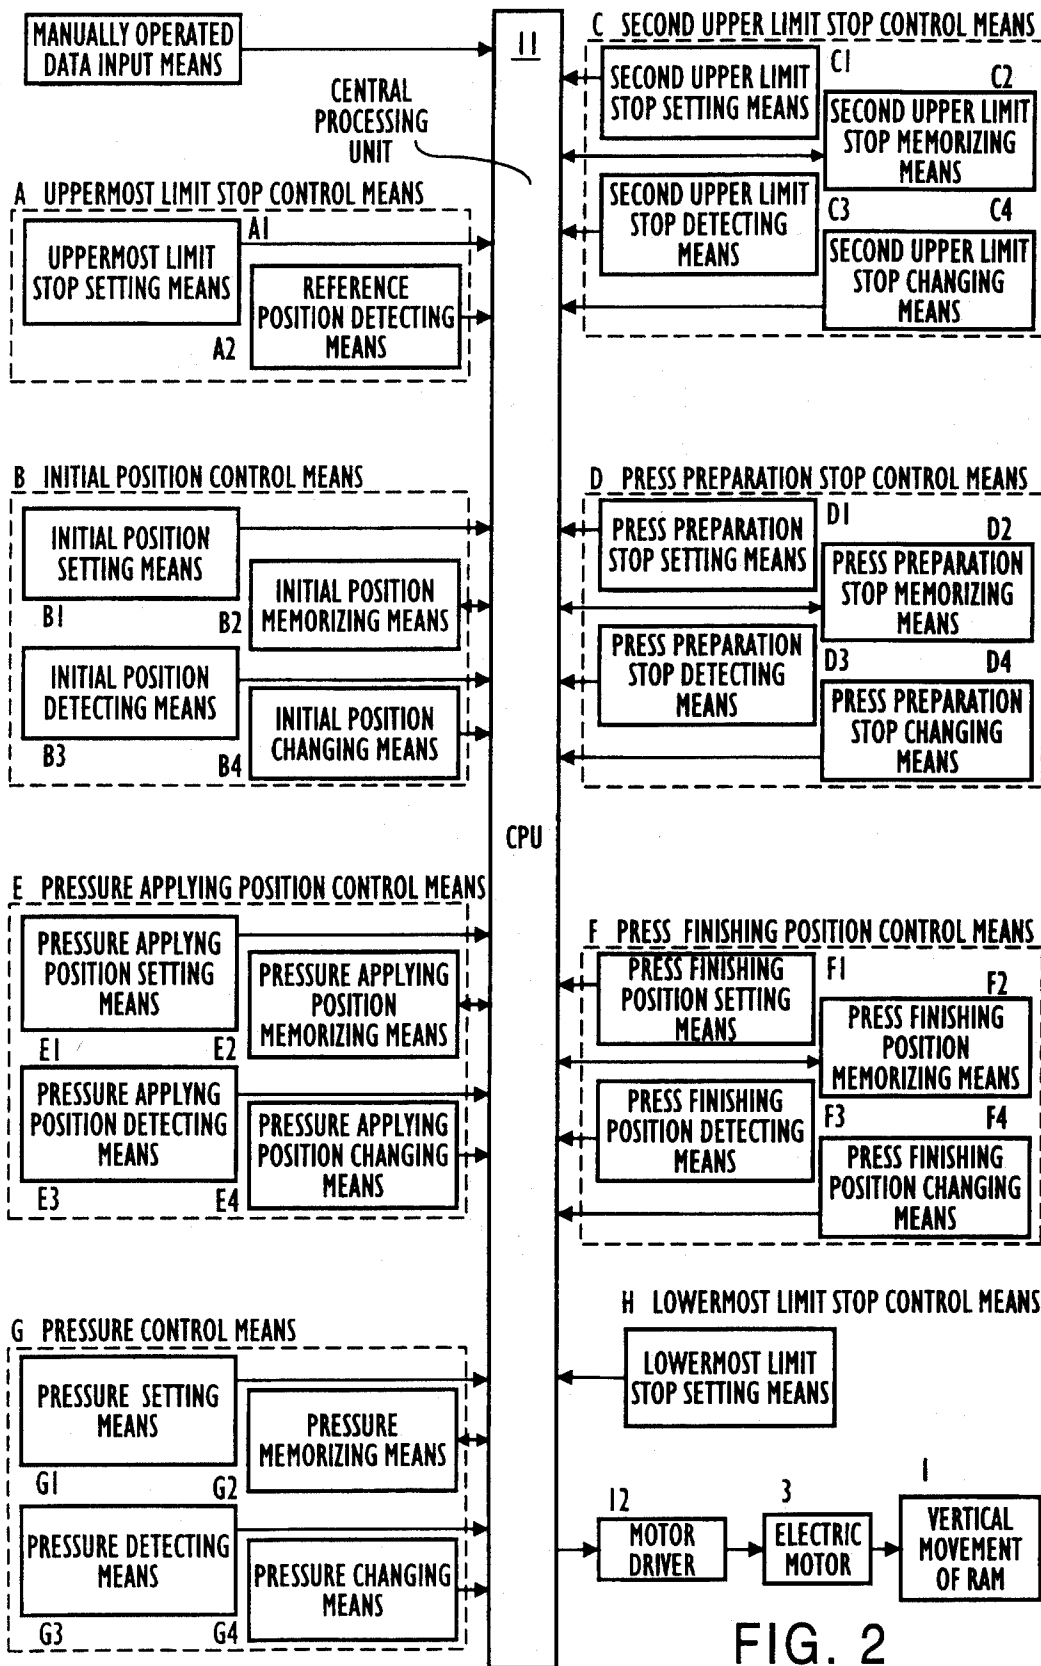 MANUALLY OPERATED
DATA INPUT MEANS
11
CENTRAL
PROCESSING
UNIT
CPU
A UPPERMOST LIMIT STOP CONTROL MEANS
A1
UPPERMOST LIMIT
STOP SETTING MEANS
A2
REFERENCE
POSITION DETECTING
MEANS
B INITIAL POSITION CONTROL MEANS
INITIAL POSITION
SETTING MEANS
B1
B2
INITIAL POSITION
MEMORIZING MEANS
INITIAL POSITION
DETECTING MEANS
B3
B4
INITIAL POSITION
CHANGING MEANS
E PRESSURE APPLYING POSITION CONTROL MEANS
PRESSURE APPLYNG
POSITION SETTING
MEANS
E1
E2
PRESSURE APPLYING
POSITION
MEMORIZING MEANS
PRESSURE APPLYNG
POSITION DETECTING
MEANS
E3
E4
PRESSURE APPLYING
POSITION CHANGING
MEANS
G PRESSURE CONTROL MEANS
PRESSURE SETTING
MEANS
G1
G2
PRESSURE
MEMORIZING MEANS
PRESSURE DETECTING
MEANS
G3
G4
PRESSURE CHANGING
MEANS
C SECOND UPPER LIMIT STOP CONTROL MEANS
SECOND UPPER LIMIT
STOP SETTING MEANS
C1
C2
SECOND UPPER LIMIT
STOP MEMORIZING
MEANS
SECOND UPPER LIMIT
STOP DETECTING
MEANS
C3
C4
SECOND UPPER LIMIT
STOP CHANGING
MEANS
D PRESS PREPARATION STOP CONTROL MEANS
PRESS PREPARATION
STOP SETTING MEANS
D1
D2
PRESS PREPARATION
STOP MEMORIZING
MEANS
PRESS PREPARATION
STOP DETECTING
MEANS
D3
D4
PRESS PREPARATION
STOP CHANGING
MEANS
F PRESS FINISHING POSITION CONTROL MEANS
PRESS FINISHING
POSITION SETTING
MEANS
F1
F2
PRESS FINISHING
POSITION
MEMORIZING MEANS
PRESS FINISHING
POSITION DETECTING
MEANS
F3
F4
PRESS FINISHING
POSITION CHANGING
MEANS
H LOWERMOST LIMIT STOP CONTROL MEANS
LOWERMOST LIMIT
STOP SETTING MEANS
12
MOTOR
DRIVER
3
ELECTRIC
MOTOR
1
VERTICAL
MOVEMENT
OF RAM
FIG. 2